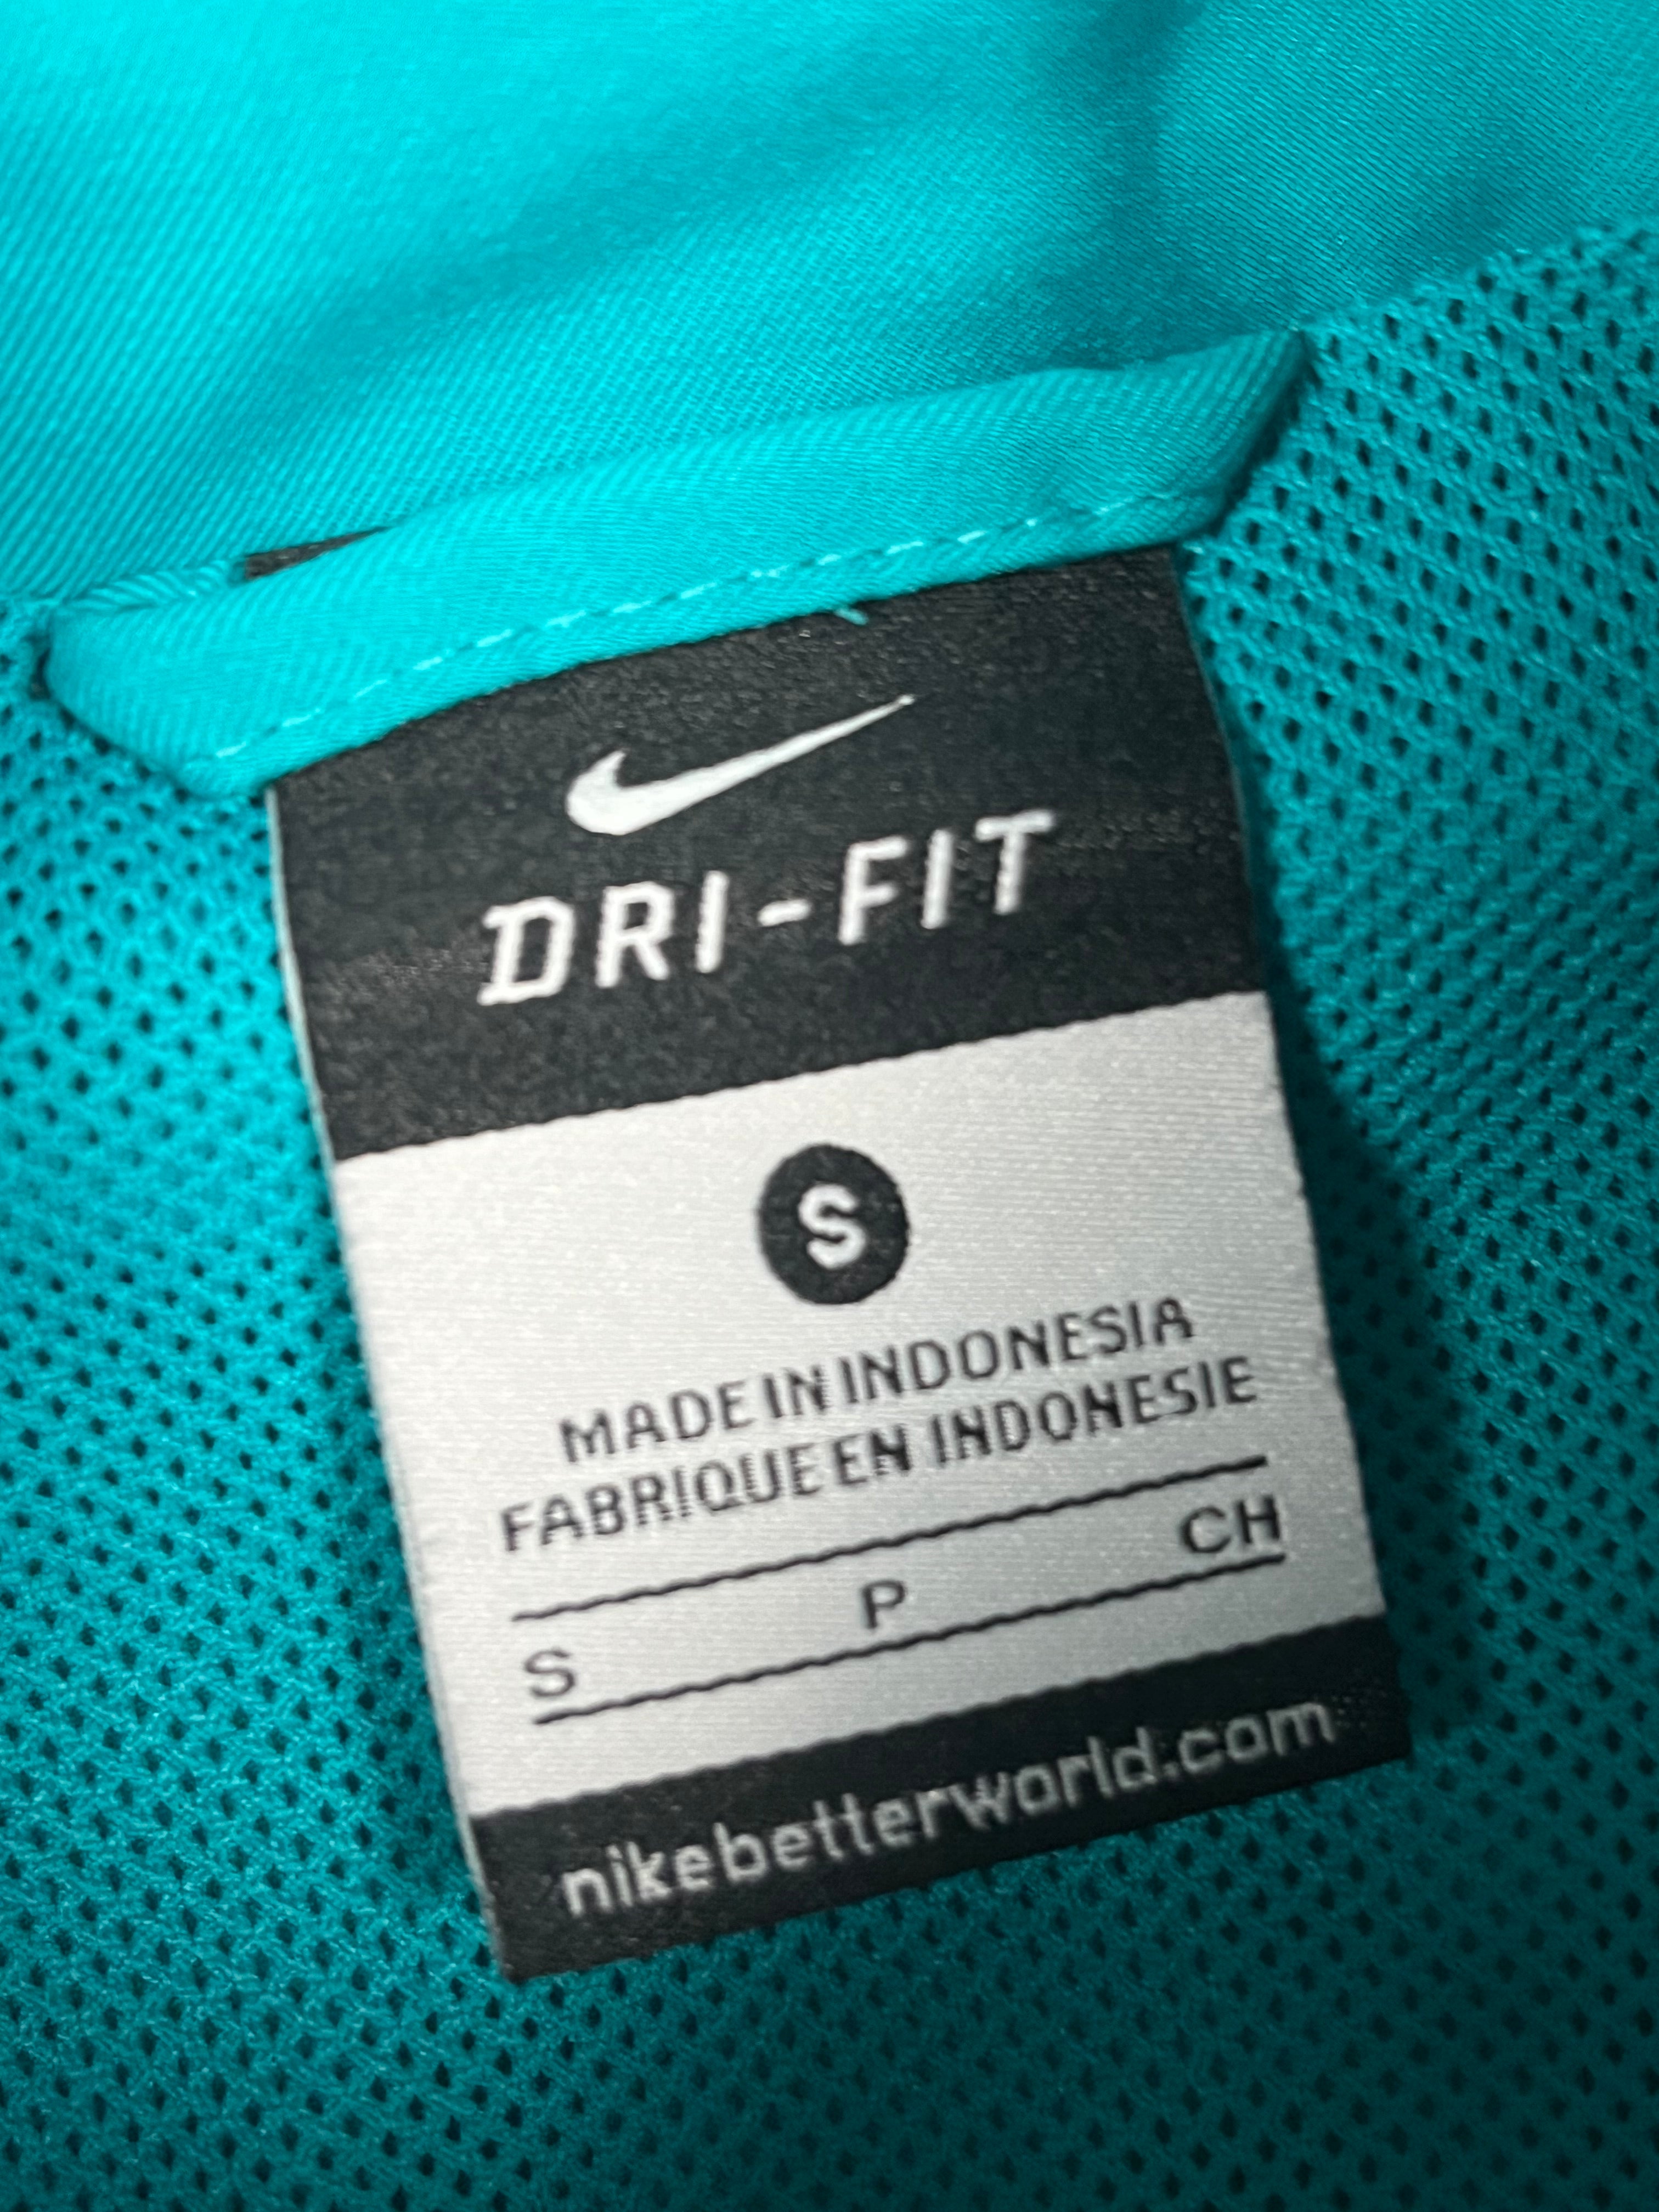 DRI-FIT
S
MADE IN INDONESIA
FABRIQUE EN INDONESIE
S P CH
nikebetterworld.com